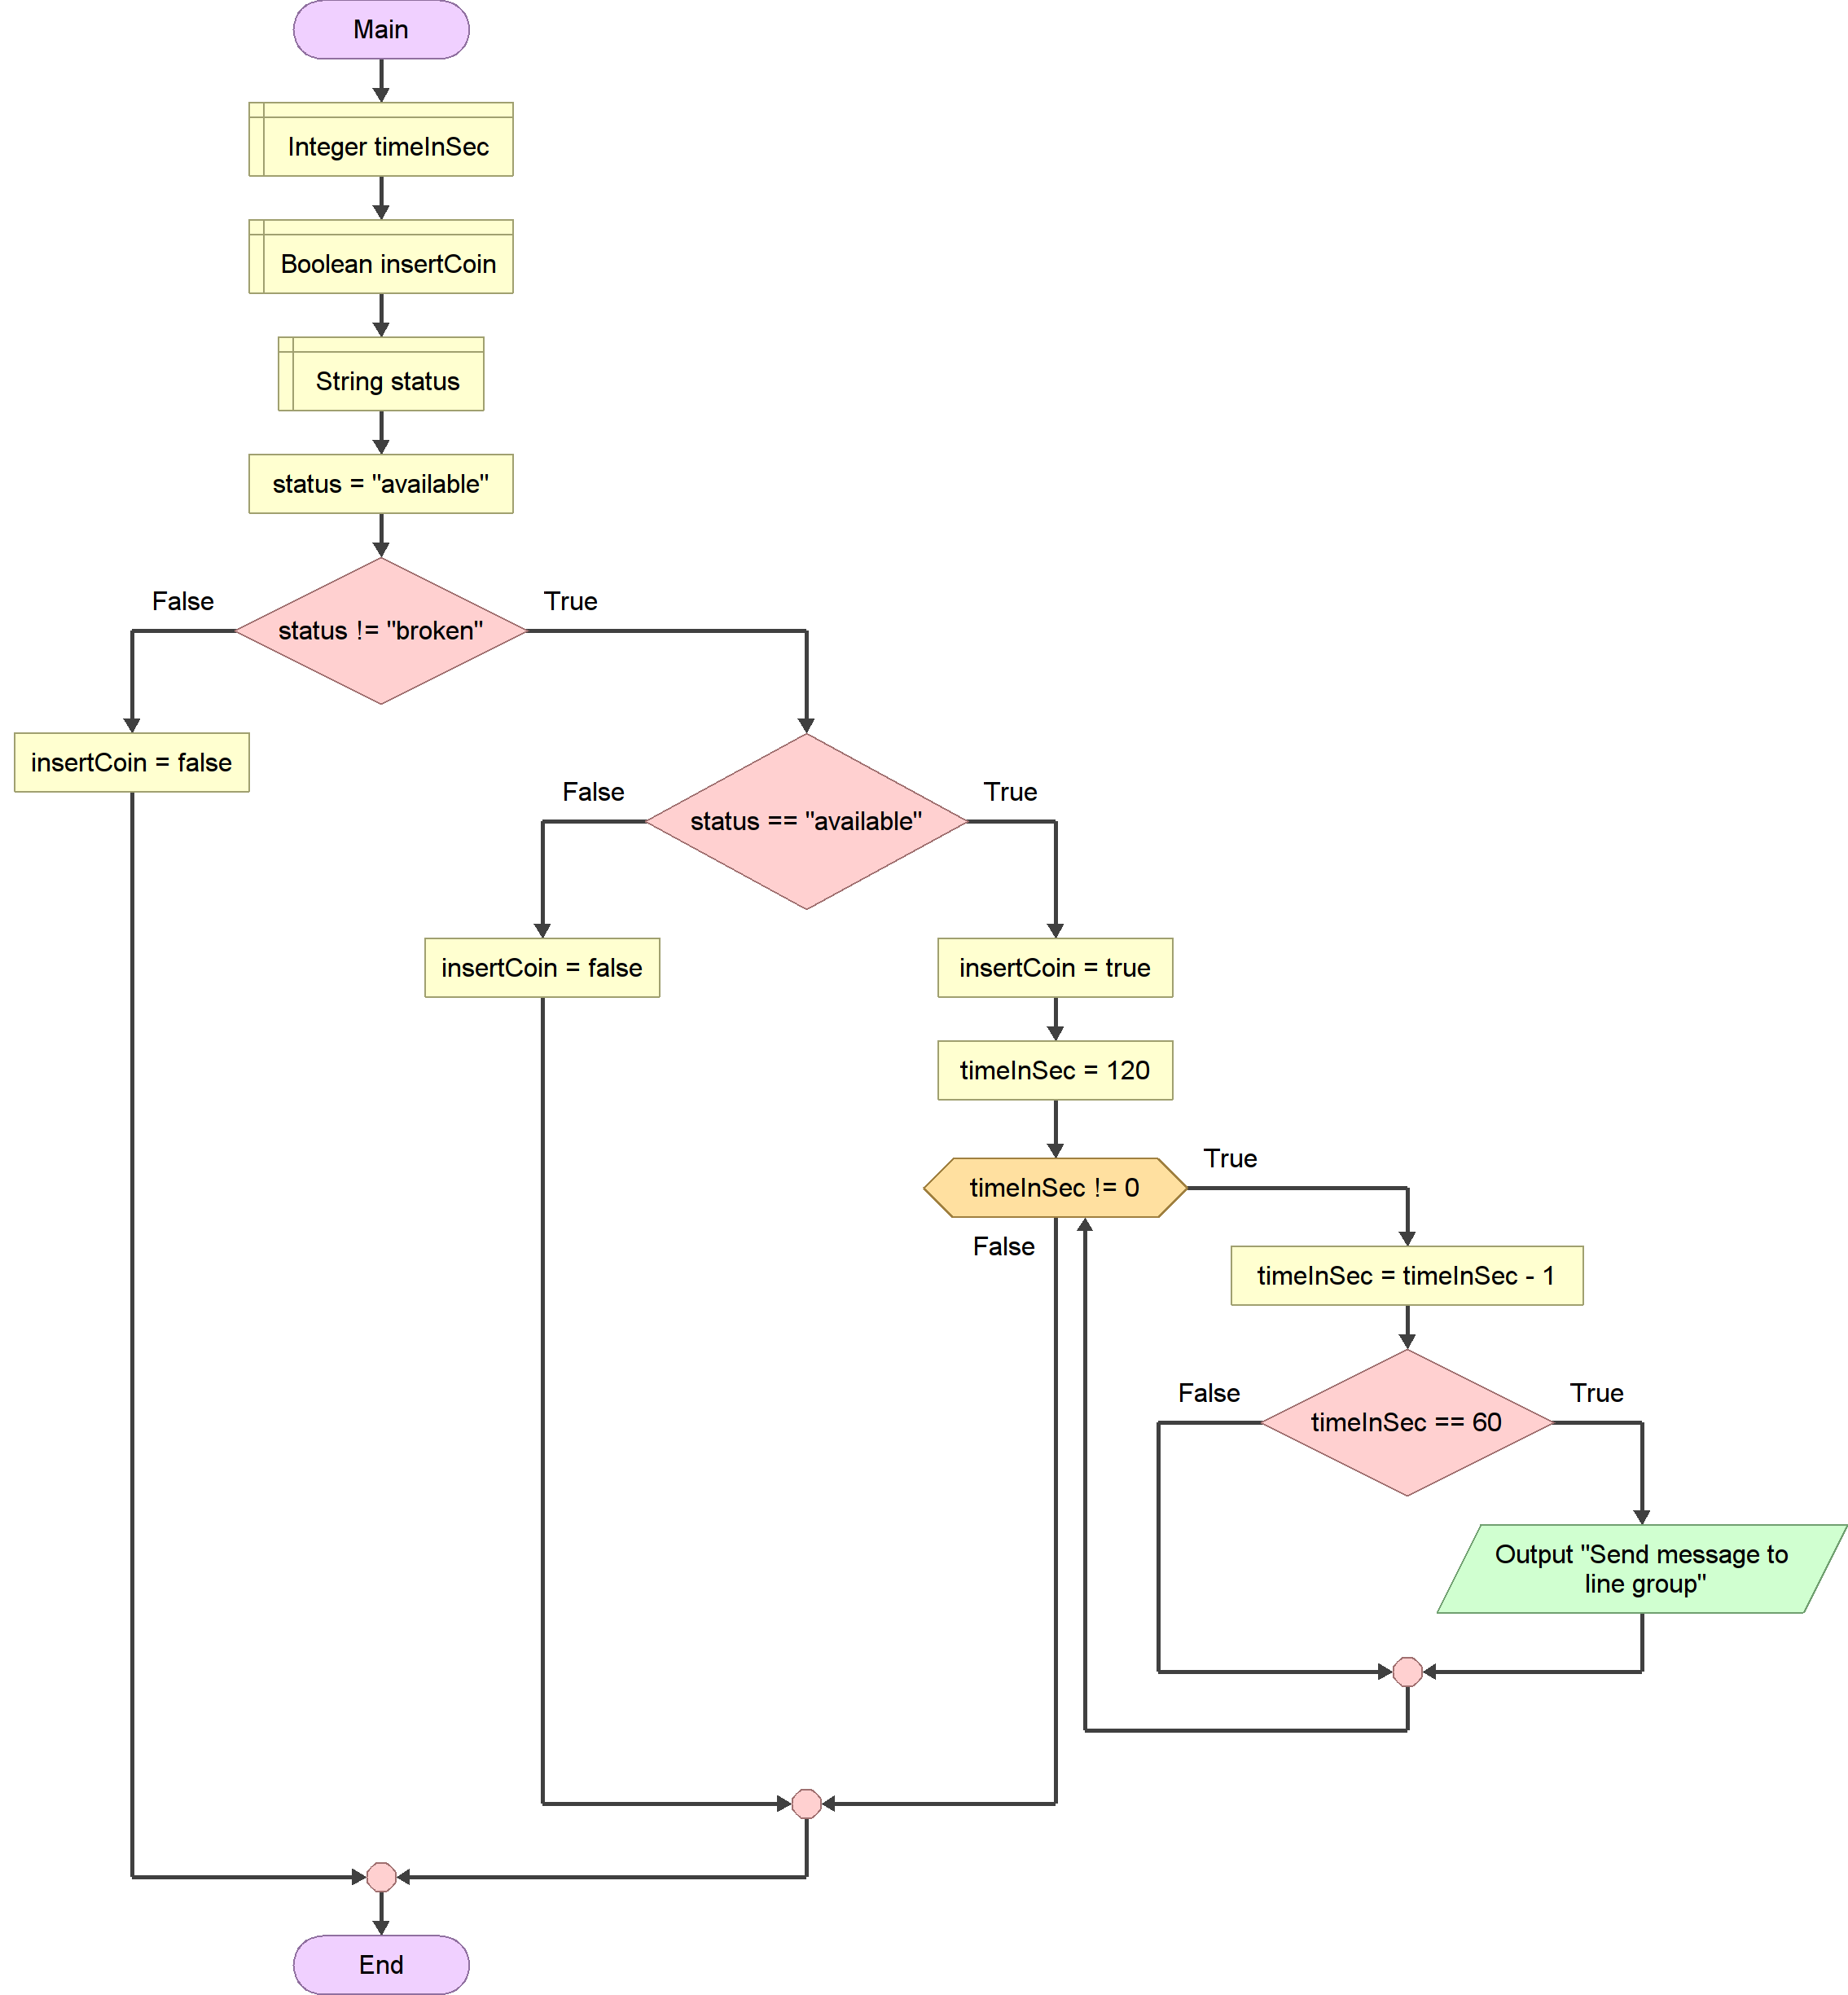 Main
Integer timeInSec
Boolean insertCoin
String status
status = "available"
False
True
status != "broken"
insertCoin = false
False
True
status == "available"
insertCoin = false
insertCoin = true
timeInSec = 120
True
timeInSec != 0
False
timeInSec = timeInSec - 1
False
True
timeInSec == 60
Output "Send message to
line group"
End